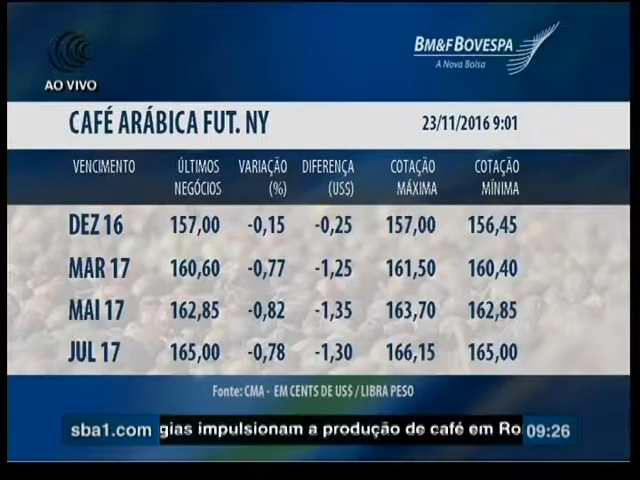 AO VIVO
BM&FBOVESPA
A Nova Bolsa
CAFÉ ARÁBICA FUT. NY 23/11/2016 9:01
VENCIMENTO ÚLTIMOS NEGÓCIOS VARIAÇÃO (%) DIFERENÇA (US$) COTAÇÃO MÁXIMA COTAÇÃO MÍNIMA
DEZ 16 157,00 -0,15 -0,25 157,00 156,45
MAR 17 160,60 -0,77 -1,25 161,50 160,40
MAI 17 162,85 -0,82 -1,35 163,70 162,85
JUL 17 165,00 -0,78 -1,30 166,15 165,00
Fonte: CMA - EM CENTS DE US$ / LIBRA PESO
sba1.com gias impulsionam a produção de café em Ro 09:26